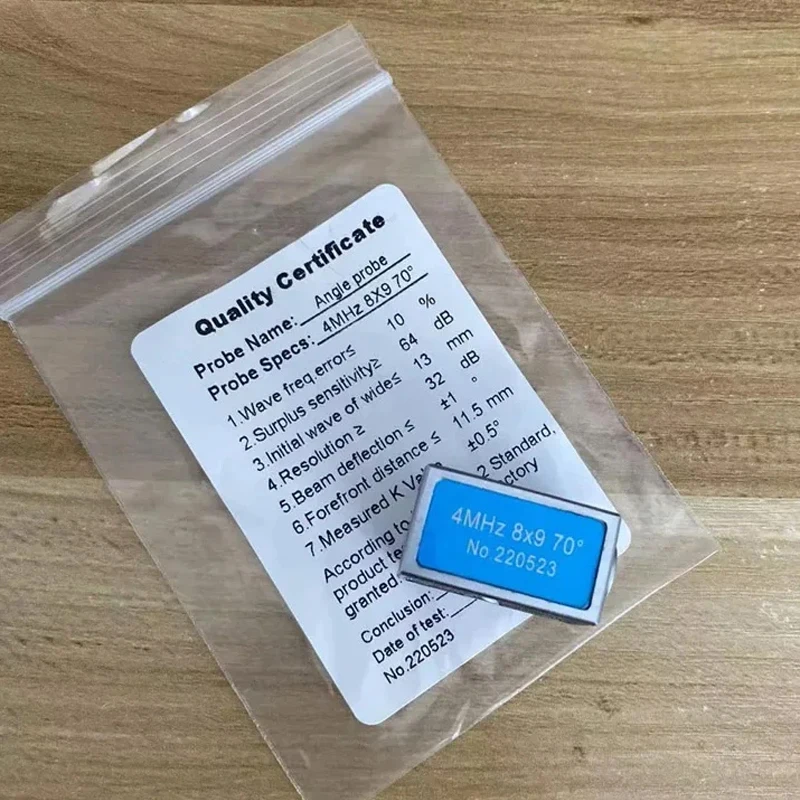 Quality Certificate
Probe Name: Angle probe
Probe Specs: 4MHz 8X9 70°
1.Wave freq.error≤ 10 %
2.Surplus sensitivity≥ 64 dB
3.Initial wave of wide≤ 13 mm
4.Resolution ≥ 32 dB
5.Beam deflection ≤ ±1 °
6.Forefront distance ≤ 11.5 mm
7.Measured K Va ±0.5°
According to 2 Standard,
product te ctory
granted.
Conclusion:
Date of test:
No.220523
4MHz 8x9 70°
No.220523